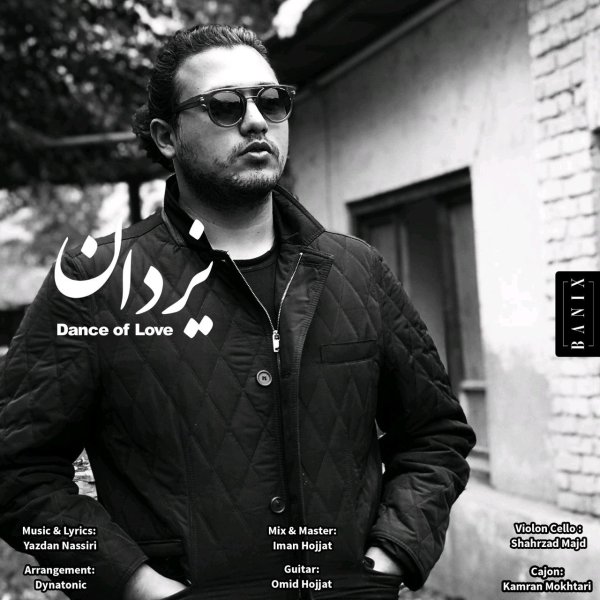 یزدان
Dance of Love
BANIX
Music & Lyrics:
Yazdan Nassiri
Arrangement:
Dynatonic
Mix & Master:
Iman Hojjat
Guitar:
Omid Hojjat
Violon Cello :
Shahrzad Majd
Cajon:
Kamran Mokhtari